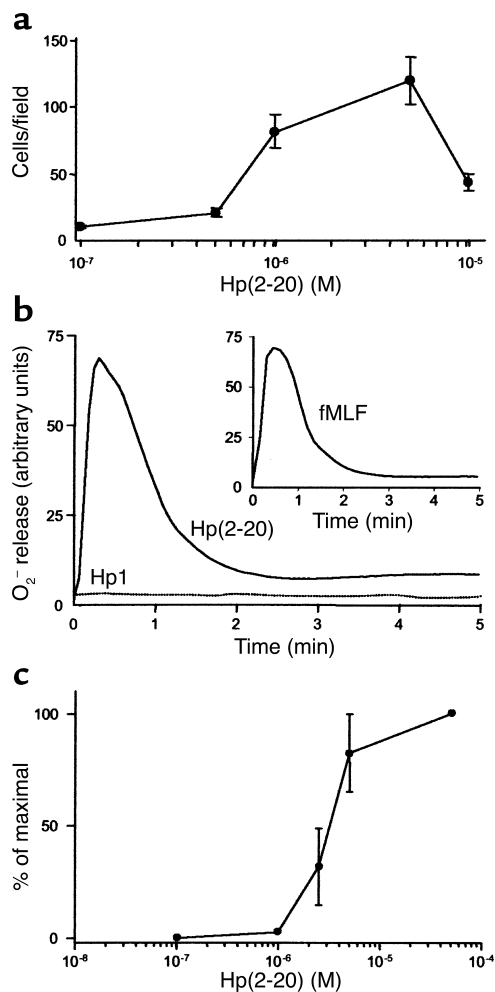 a
Cells/field
150
100
50
0
10⁻⁷
10⁻⁶
10⁻⁵
Hp(2-20) (M)
b
O₂⁻ release (arbitrary units)
75
50
25
0
Hp(2-20)
Hp1
0 1 2 3 4 5
Time (min)
75
50
25
0
fMLF
0 1 2 3 4 5
Time (min)
c
% of maximal
100
50
0
10⁻⁸
10⁻⁷
10⁻⁶
10⁻⁵
10⁻⁴
Hp(2-20) (M)